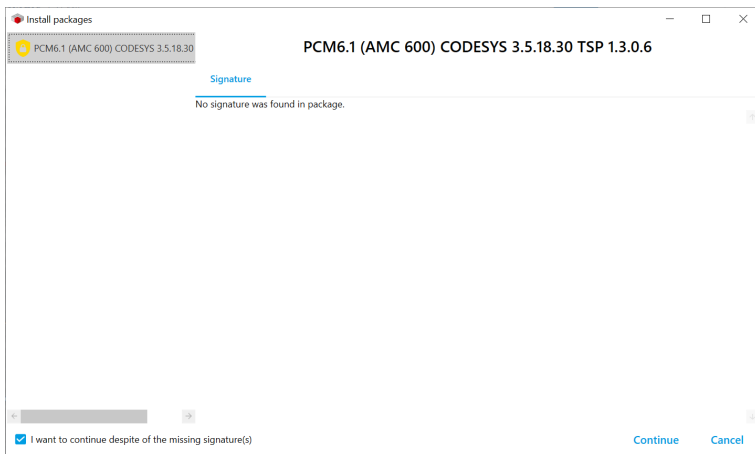 Install packages
PCM6.1 (AMC 600) CODESYS 3.5.18.30
PCM6.1 (AMC 600) CODESYS 3.5.18.30 TSP 1.3.0.6
Signature
No signature was found in package.
I want to continue despite of the missing signature(s)
Continue
Cancel